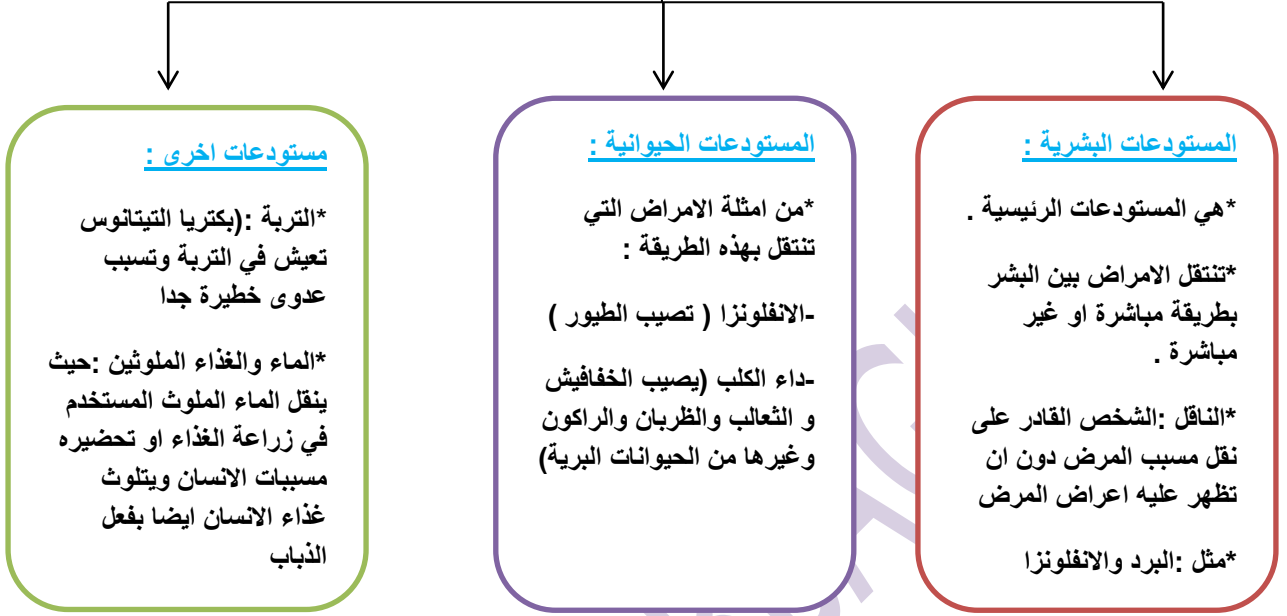 المستودعات البشرية :
*هي المستودعات الرئيسية .
*تنتقل الامراض بين البشر
بطريقة مباشرة او غير
مباشرة .
*الناقل :الشخص القادر على
نقل مسبب المرض دون ان
تظهر عليه اعراض المرض
*مثل :البرد والانفلونزا
المستودعات الحيوانية :
*من امثلة الامراض التي
تنتقل بهذه الطريقة :
-الانفلونزا ( تصيب الطيور )
-داء الكلب (يصيب الخفافيش
و الثعالب والظربان والراكون
وغيرها من الحيوانات البرية)
مستودعات اخرى :
*التربة :(بكتريا التيتانوس
تعيش في التربة وتسبب
عدوى خطيرة جدا
*الماء والغذاء الملوثين :حيث
ينقل الماء الملوث المستخدم
في زراعة الغذاء او تحضيره
مسببات الانسان ويتلوث
غذاء الانسان ايضا بفعل
الذباب